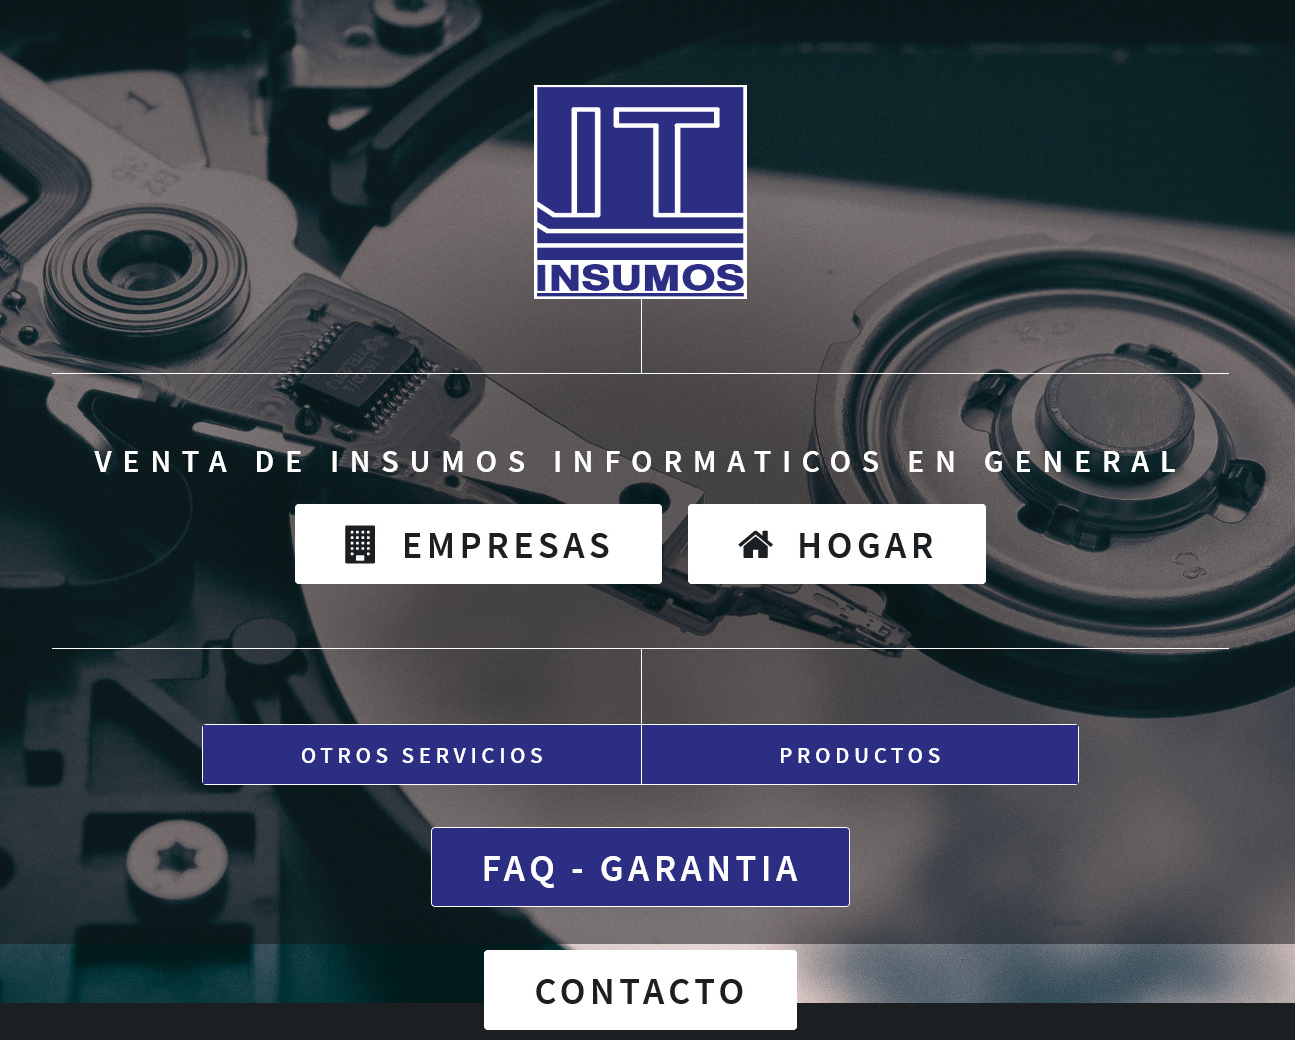 IT
INSUMOS
VENTA DE INSUMOS INFORMATICOS EN GENERAL
EMPRESAS
HOGAR
OTROS SERVICIOS
PRODUCTOS
FAQ - GARANTIA
CONTACTO